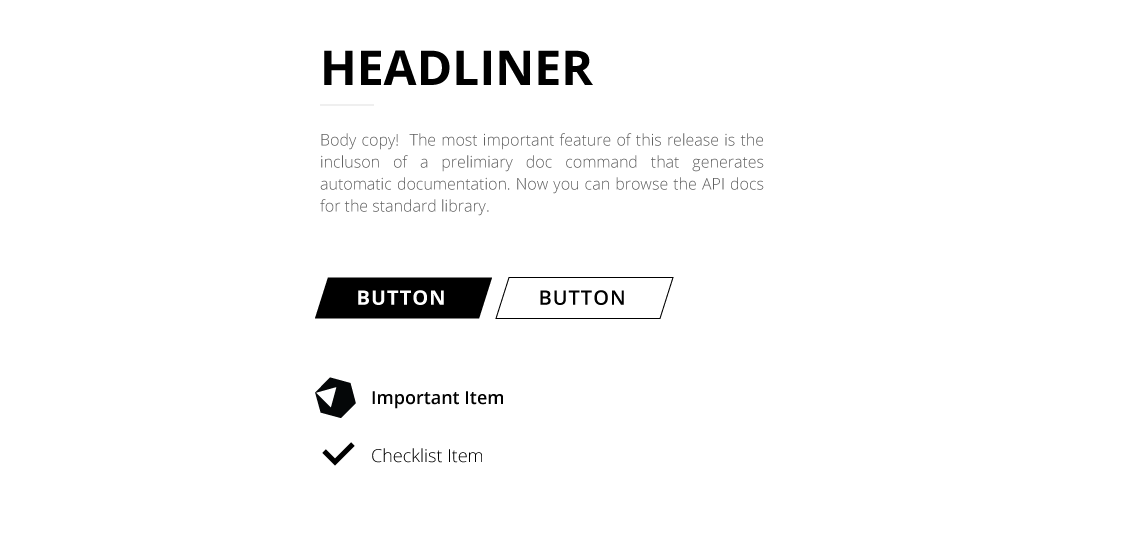 HEADLINER
Body copy!  The most important feature of this release is the
incluson of a prelimiary doc command that generates
automatic documentation. Now you can browse the API docs
for the standard library.
BUTTON BUTTON
Important Item
Checklist Item